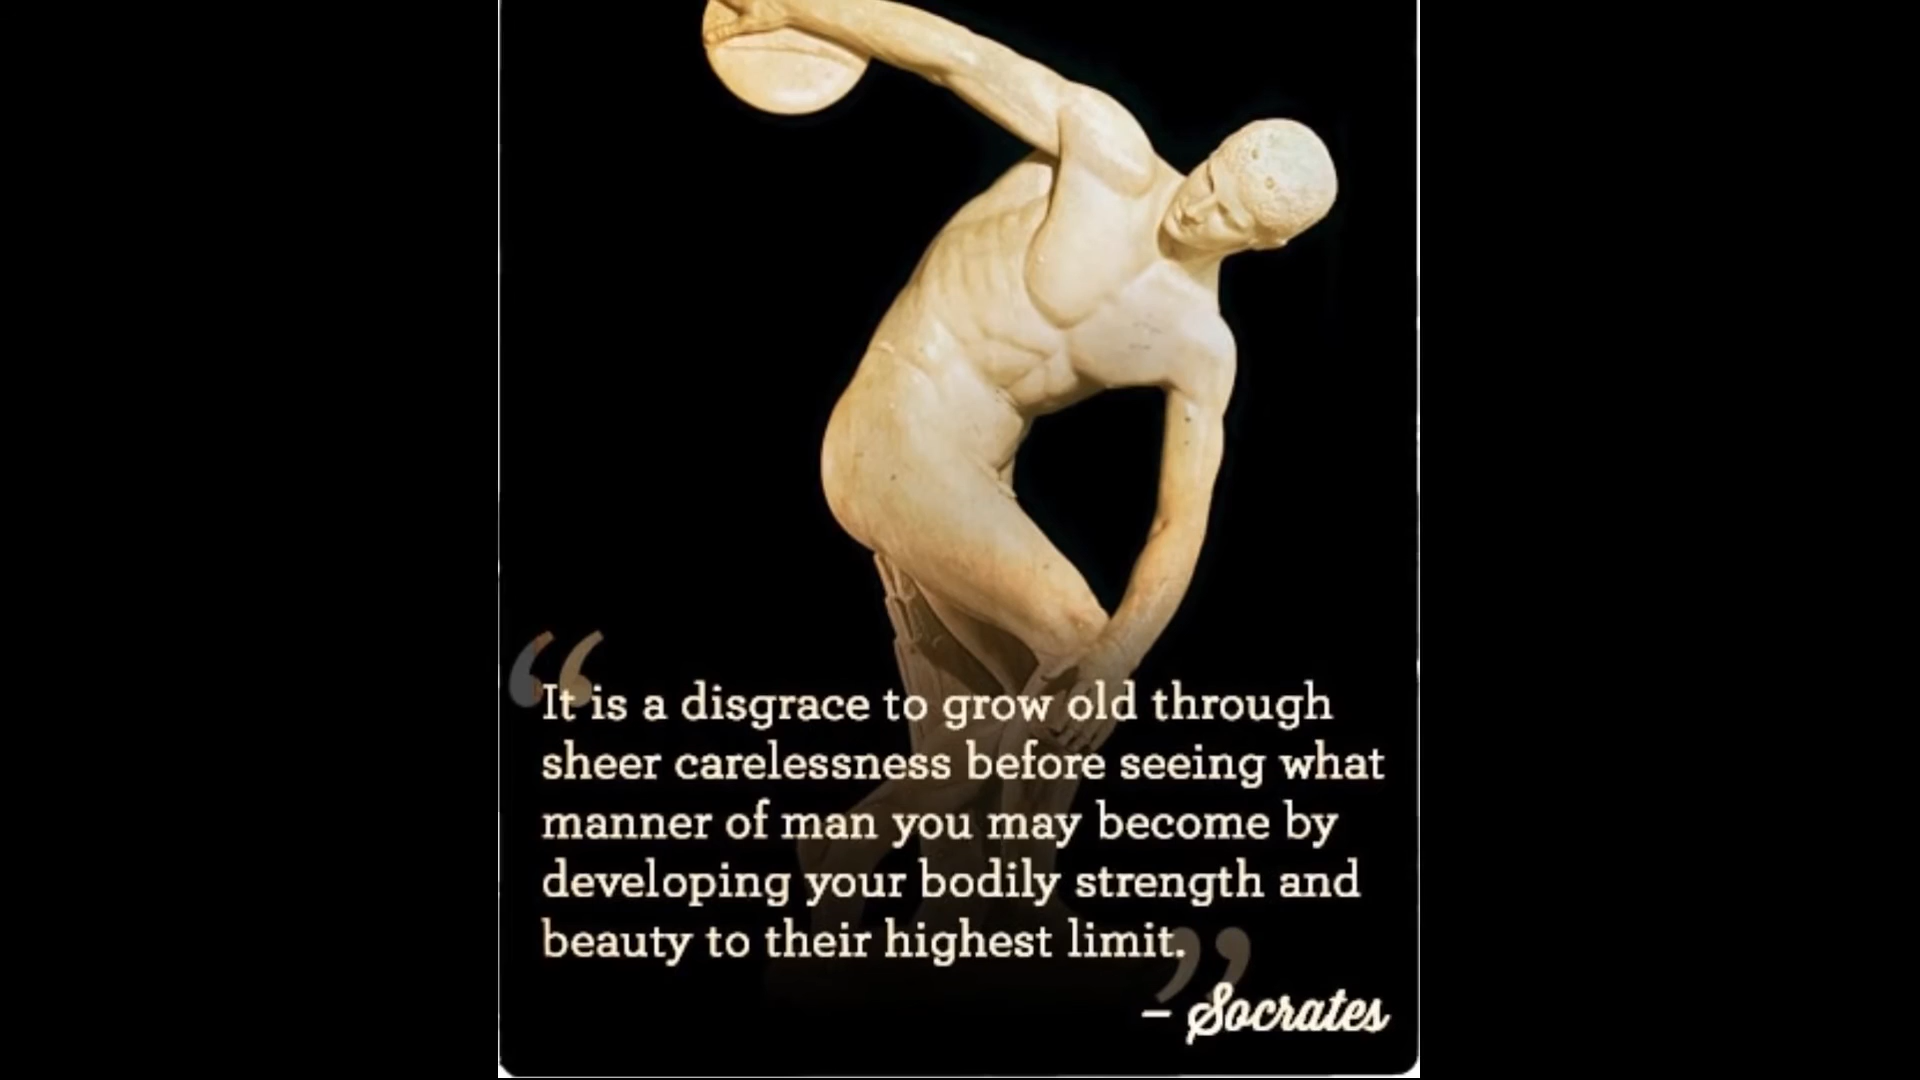 “It is a disgrace to grow old through
sheer carelessness before seeing what
manner of man you may become by
developing your bodily strength and
beauty to their highest limit.”
– Socrates